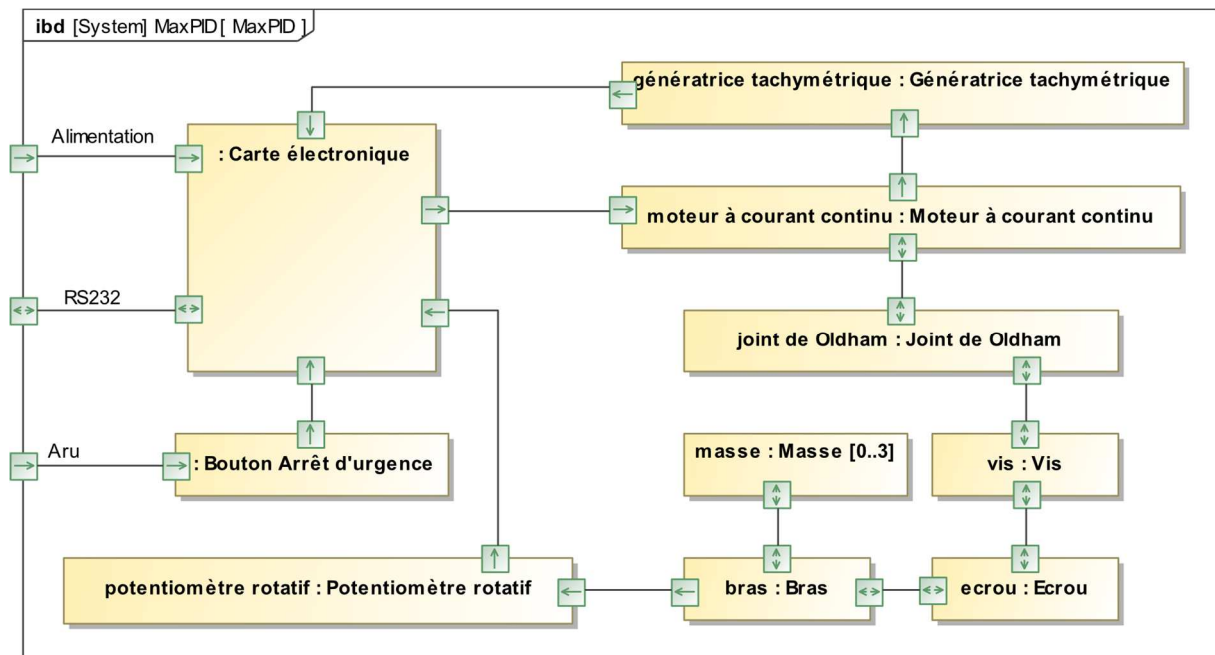 ibd [System] MaxPID[ MaxPID ]
génératrice tachymétrique : Génératrice tachymétrique
Alimentation
: Carte électronique
moteur à courant continu : Moteur à courant continu
RS232
joint de Oldham : Joint de Oldham
Aru
: Bouton Arrêt d'urgence
masse : Masse [0..3]
vis : Vis
potentiomètre rotatif : Potentiomètre rotatif
bras : Bras
ecrou : Ecrou